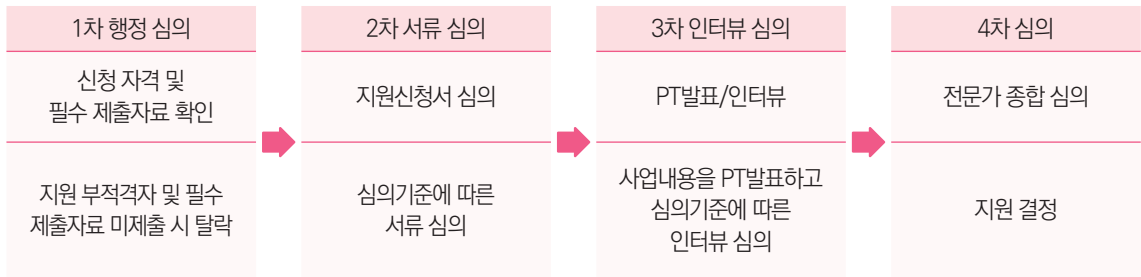 1차 행정 심의
신청 자격 및
필수 제출자료 확인
지원 부적격자 및 필수
제출자료 미제출 시 탈락
2차 서류 심의
지원신청서 심의
심의기준에 따른
서류 심의
3차 인터뷰 심의
PT발표/인터뷰
사업내용을 PT발표하고
심의기준에 따른
인터뷰 심의
4차 심의
전문가 종합 심의
지원 결정